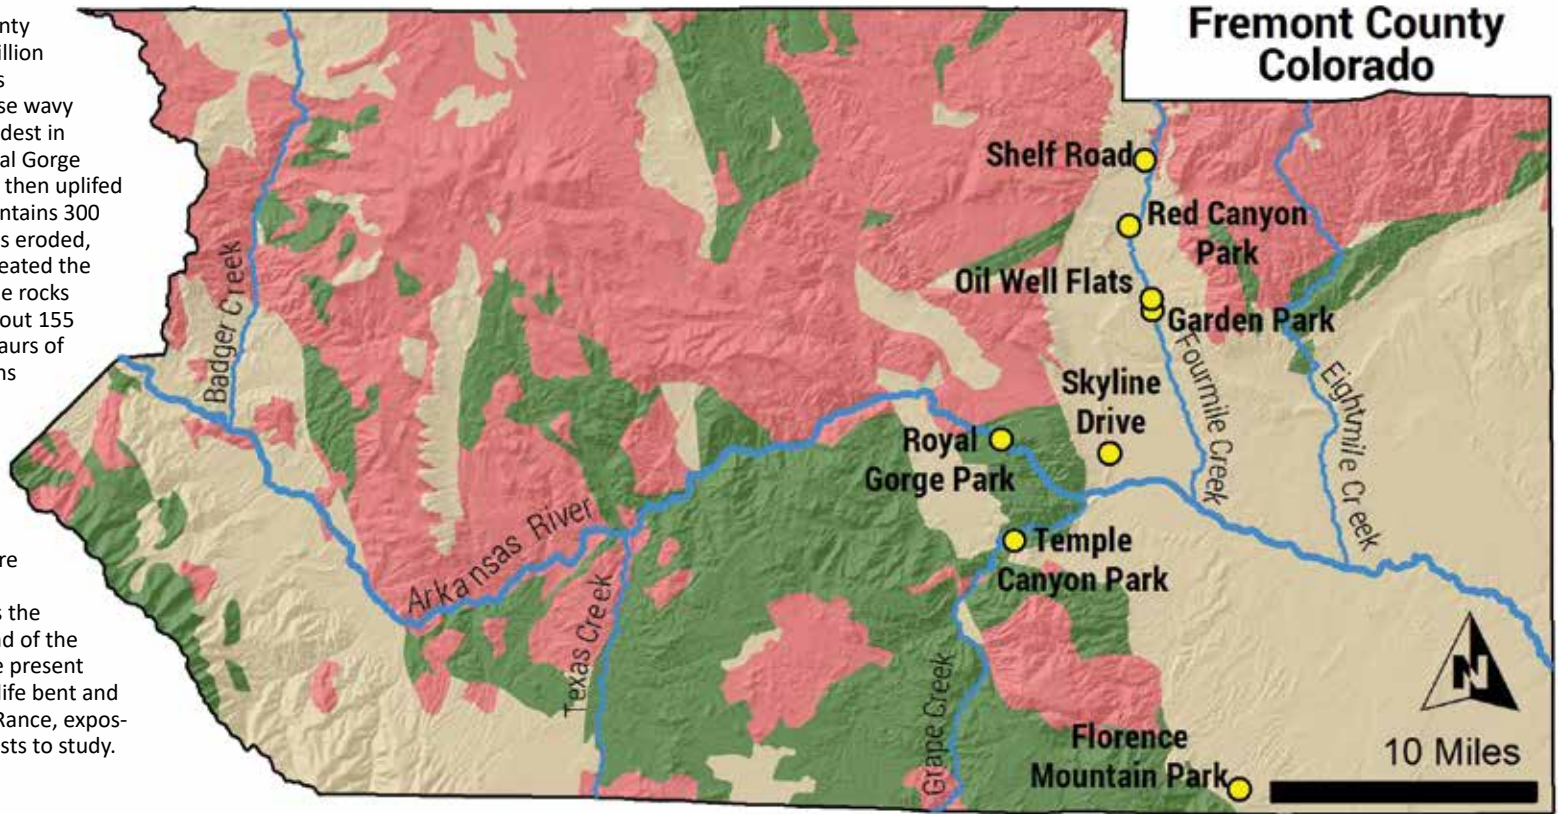 nty
illion
s
se wavy
dest in
al Gorge
then uplifed
ntains 300
s eroded,
eated the
e rocks
out 155
aurs of
ns
re
s the
nd of the
e present
life bent and
Rance, expos-
sts to study.
Fremont County
Colorado
Shelf Road
Red Canyon
Park
Oil Well Flats
Garden Park
Skyline
Drive
Royal
Gorge Park
Temple
Canyon Park
Florence
Mountain Park
Badger Creek
Arkansas River
Texas Creek
Grape Creek
Fourmile Creek
Eightmile Creek
N
10 Miles